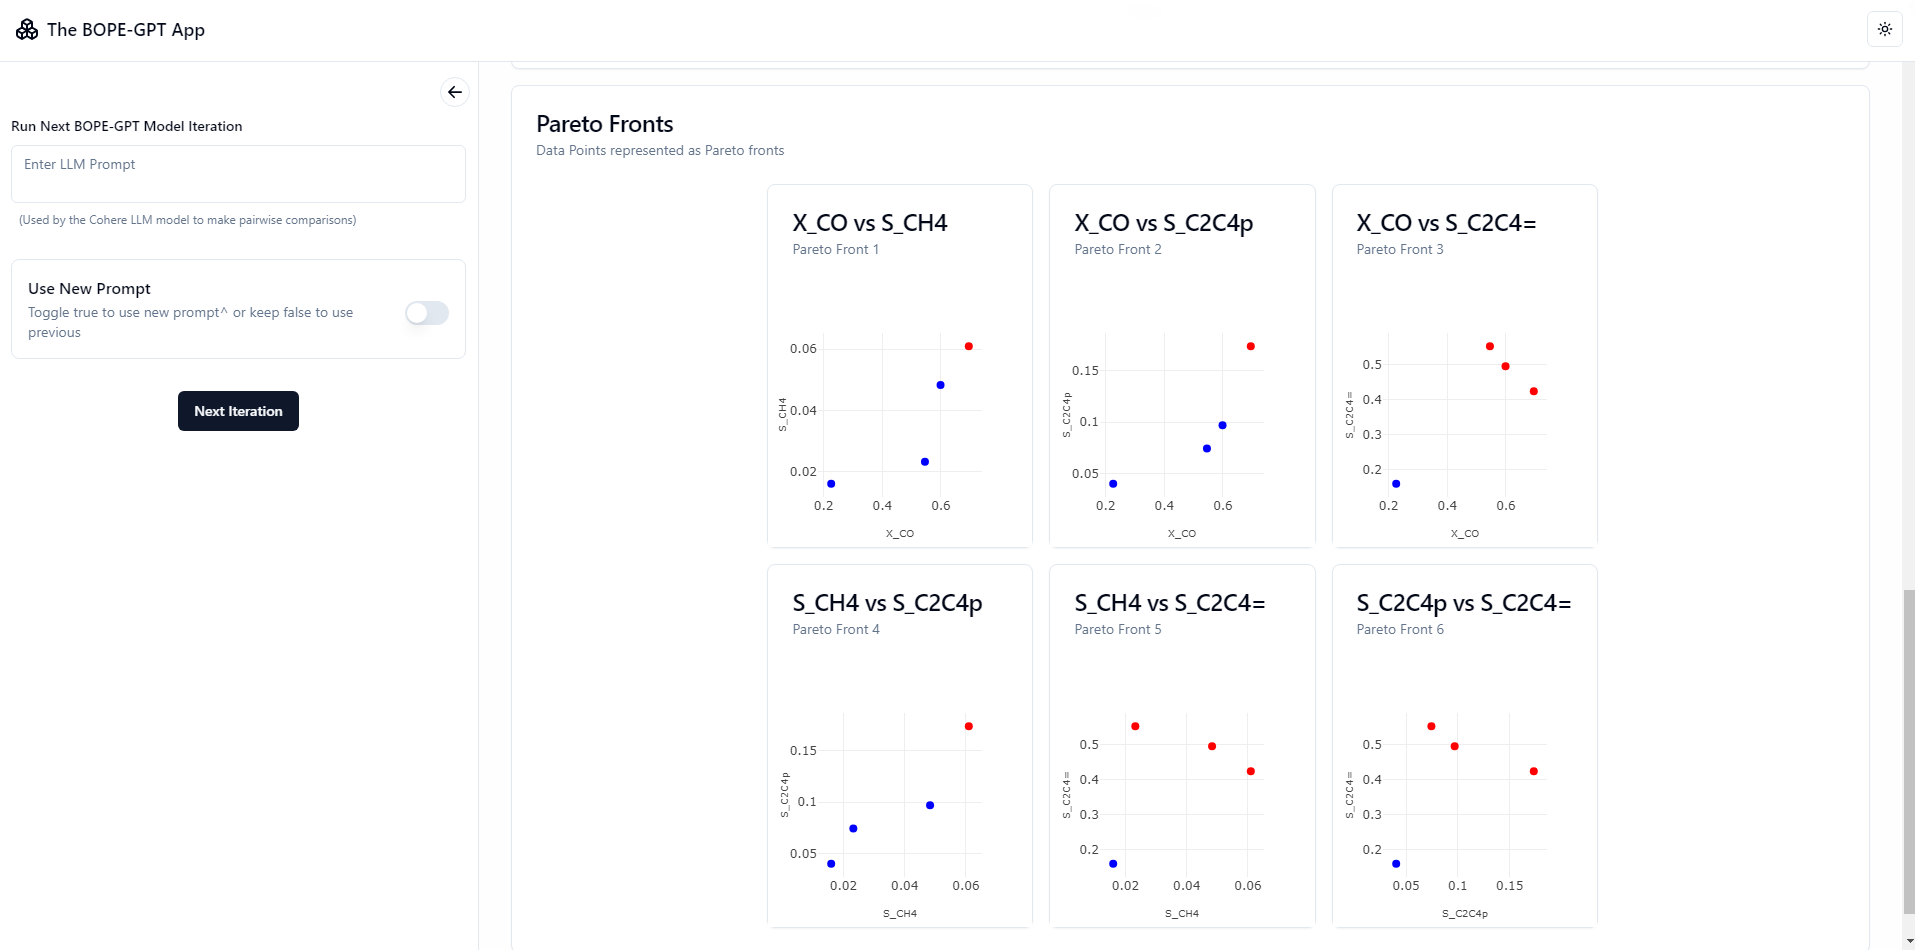 The BOPE-GPT App
Run Next BOPE-GPT Model Iteration
Enter LLM Prompt
(Used by the Cohere LLM model to make pairwise comparisons)
Use New Prompt
Toggle true to use new prompt^ or keep false to use
previous
Next Iteration
Pareto Fronts
Data Points represented as Pareto fronts
X_CO vs S_CH4
Pareto Front 1
0.06
0.04
0.02
S_CH4
0.2 0.4 0.6
X_CO
X_CO vs S_C2C4p
Pareto Front 2
0.15
0.1
0.05
S_C2C4p
0.2 0.4 0.6
X_CO
X_CO vs S_C2C4=
Pareto Front 3
0.5
0.4
0.3
0.2
S_C2C4=
0.2 0.4 0.6
X_CO
S_CH4 vs S_C2C4p
Pareto Front 4
0.15
0.1
0.05
S_C2C4p
0.02 0.04 0.06
S_CH4
S_CH4 vs S_C2C4=
Pareto Front 5
0.5
0.4
0.3
0.2
S_C2C4=
0.02 0.04 0.06
S_CH4
S_C2C4p vs S_C2C4=
Pareto Front 6
0.5
0.4
0.3
0.2
S_C2C4=
0.05 0.1 0.15
S_C2C4p